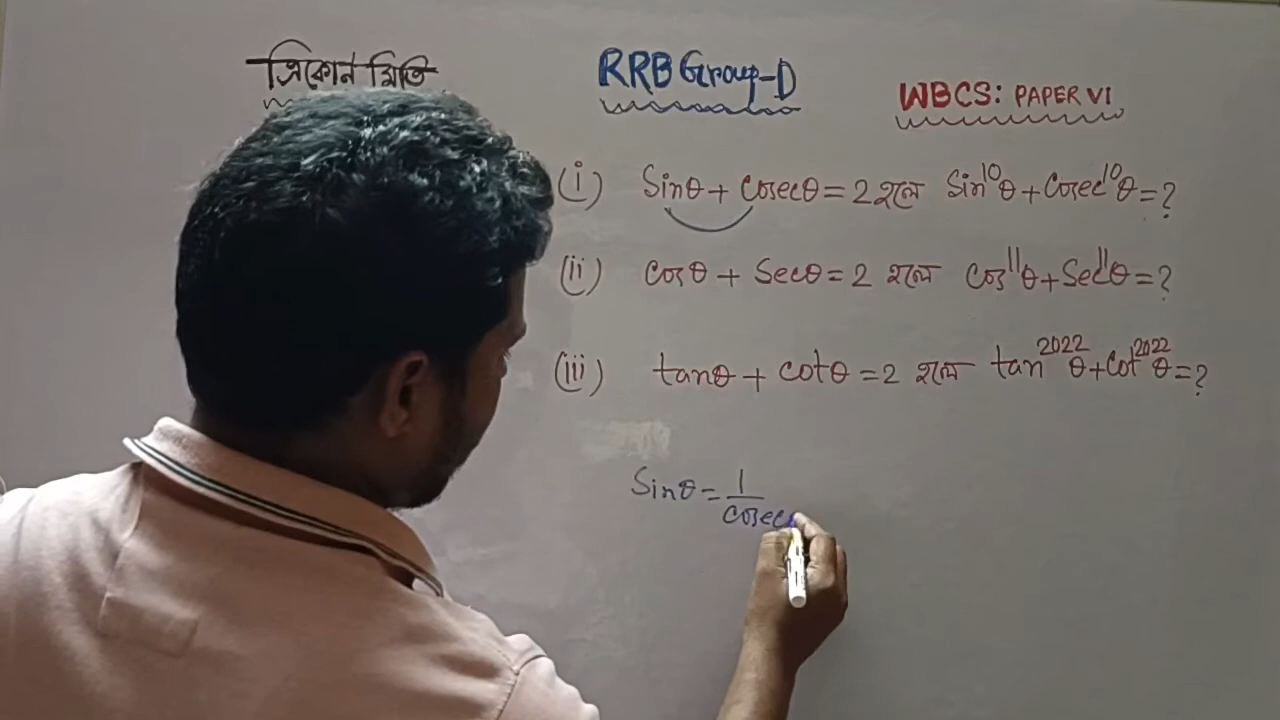 ত্রিকোন মিতি
RRB Group-D
WBCS: PAPER VI
(i) Sinθ + Cosecθ = 2 হলে Sin¹⁰θ + Cosec¹⁰θ = ?
(ii) Cosθ + Secθ = 2 হলে Cos¹¹θ + Sec¹¹θ = ?
(iii) tanθ + Cotθ = 2 হলে tan²⁰²²θ + Cot²⁰²²θ = ?
Sinθ = 1/Cosec